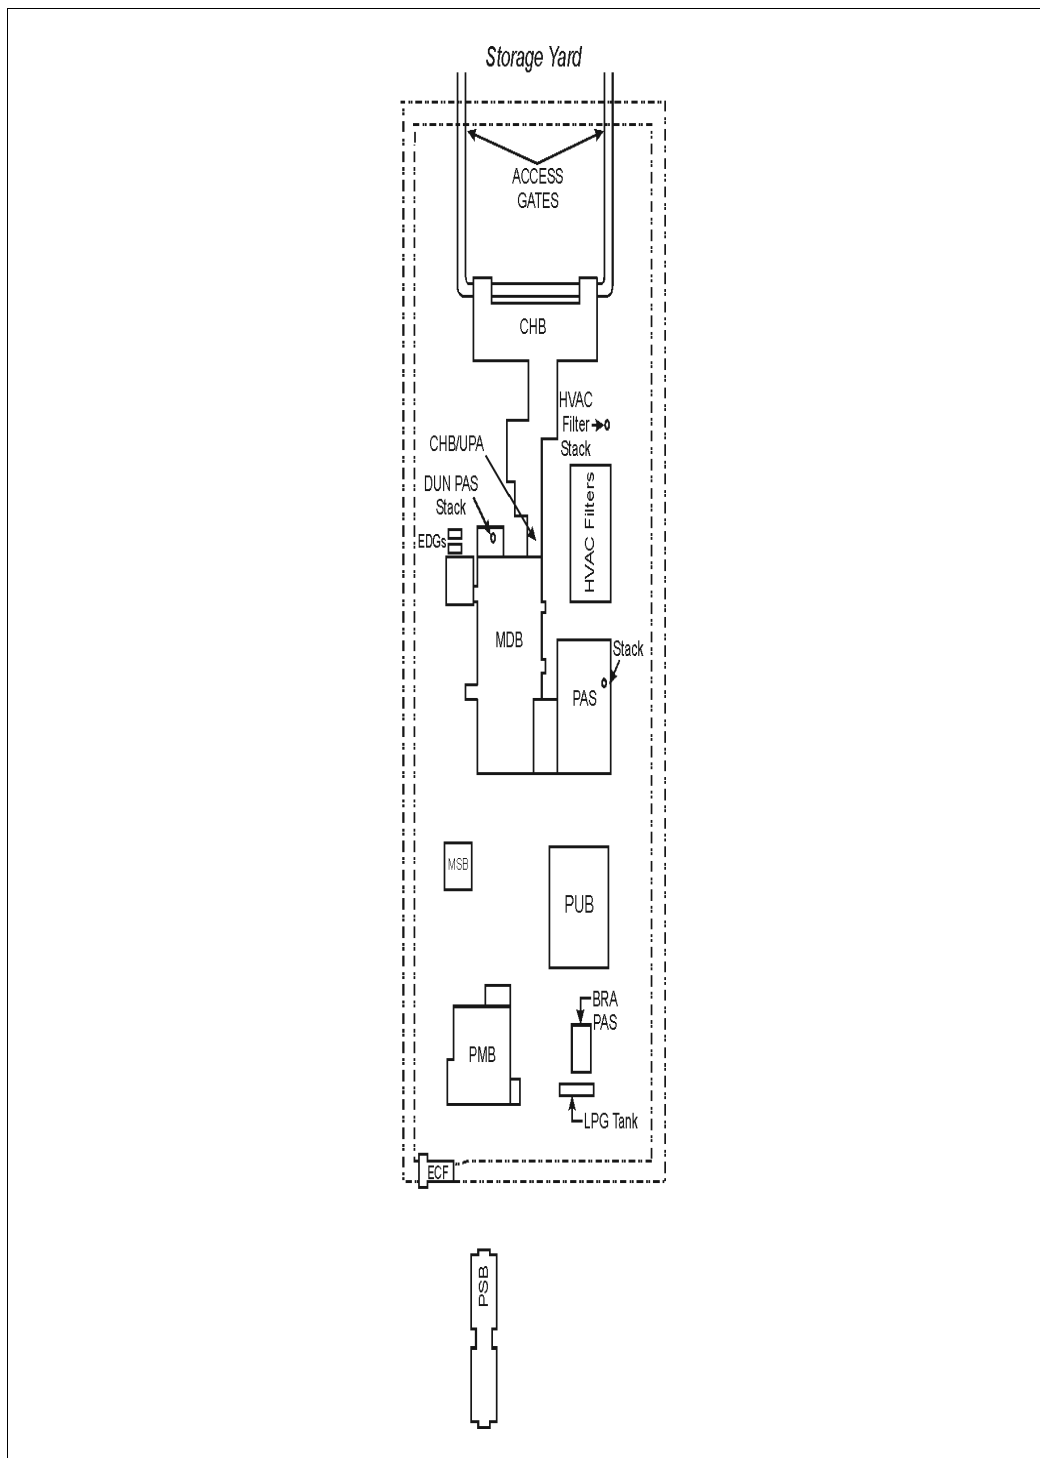 Storage Yard
ACCESS
GATES
CHB
HVAC
Filter
Stack
CHB/UPA
DUN PAS
Stack
EDGs
HVAC Filters
MDB
Stack
PAS
MSB
PUB
BRA
PAS
PMB
LPG Tank
ECF
PSB